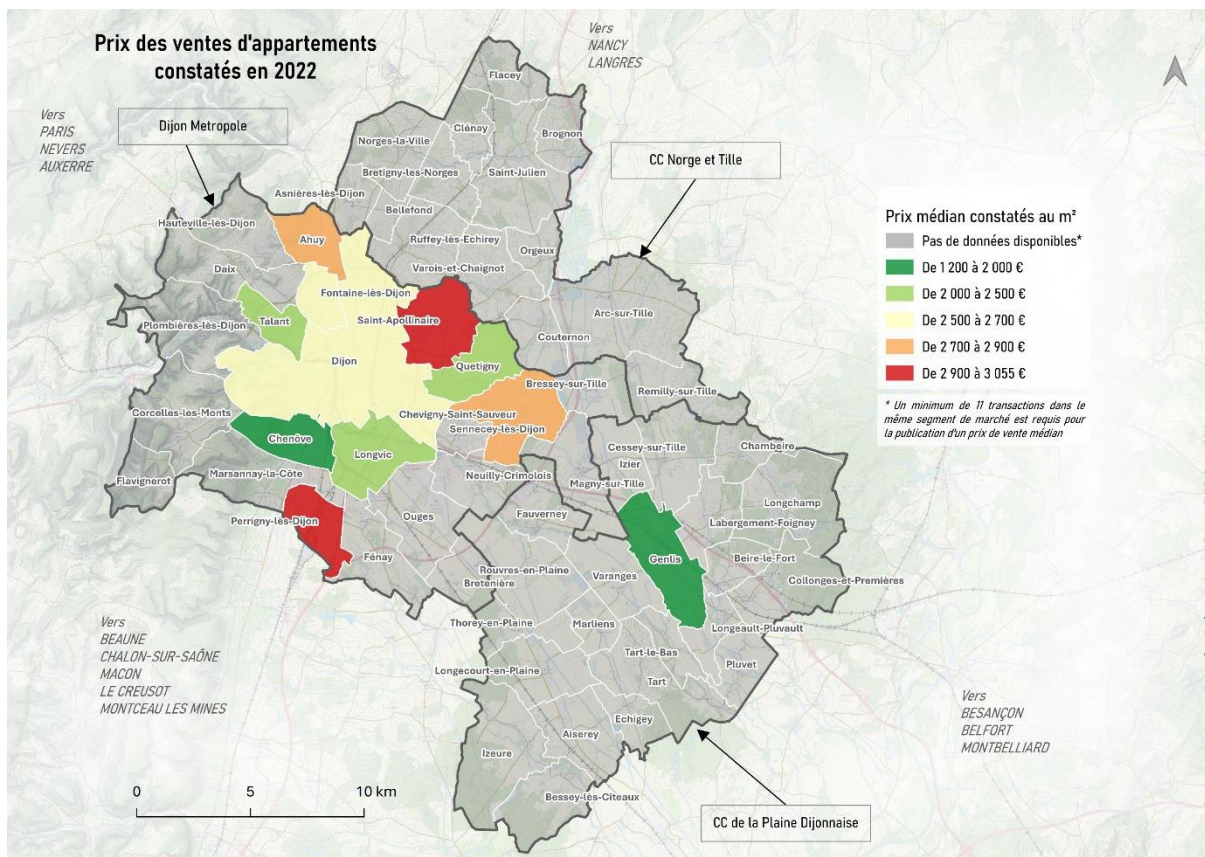 Prix des ventes d'appartements
constatés en 2022
Vers
NANCY
LANGRES
Vers
PARIS
NEVERS
AUXERRE
Dijon Metropole
CC Norge et Tille
Flacey
Clénay
Brognon
Norges-la-Ville
Bretigny-les-Norges
Saint-Julien
Asnières-lès-Dijon
Bellefond
Hauteville-lès-Dijon
Ahuy
Ruffey-lès-Echirey
Orgeux
Daix
Varois-et-Chaignot
Fontaine-lès-Dijon
Arc-sur-Tille
Plombières-lès-Dijon
Talant
Saint-Apollinaire
Couternon
Dijon
Quetigny
Bressey-sur-Tille
Remilly-sur-Tille
Corcelles-les-Monts
Chevigny-Saint-Sauveur
Sennecey-lès-Dijon
Chenôve
Longvic
Cessey-sur-Tille
Chambeire
Izier
Flavignerot
Marsannay-la-Côte
Neuilly-Crimolois
Magny-sur-Tille
Longchamp
Perrigny-lès-Dijon
Ouges
Fauverney
Labergement-Foigney
Fénay
Genlis
Beire-le-Fort
Rouvres-en-Plaine
Varanges
Collonges-et-Premières
Bretenière
Thorey-en-Plaine
Marliens
Longeault-Pluvault
Tart-le-Bas
Longecourt-en-Plaine
Pluvet
Tart
Echigey
Aiserey
Izeure
Bessey-lès-Cîteaux
Prix médian constatés au m²
Pas de données disponibles*
De 1 200 à 2 000 €
De 2 000 à 2 500 €
De 2 500 à 2 700 €
De 2 700 à 2 900 €
De 2 900 à 3 055 €
* Un minimum de 11 transactions dans le
même segment de marché est requis pour
la publication d'un prix de vente médian
Vers
BEAUNE
CHALON-SUR-SAÔNE
MACON
LE CREUSOT
MONTCEAU LES MINES
Vers
BESANÇON
BELFORT
MONTBELLIARD
0 5 10 km
CC de la Plaine Dijonnaise